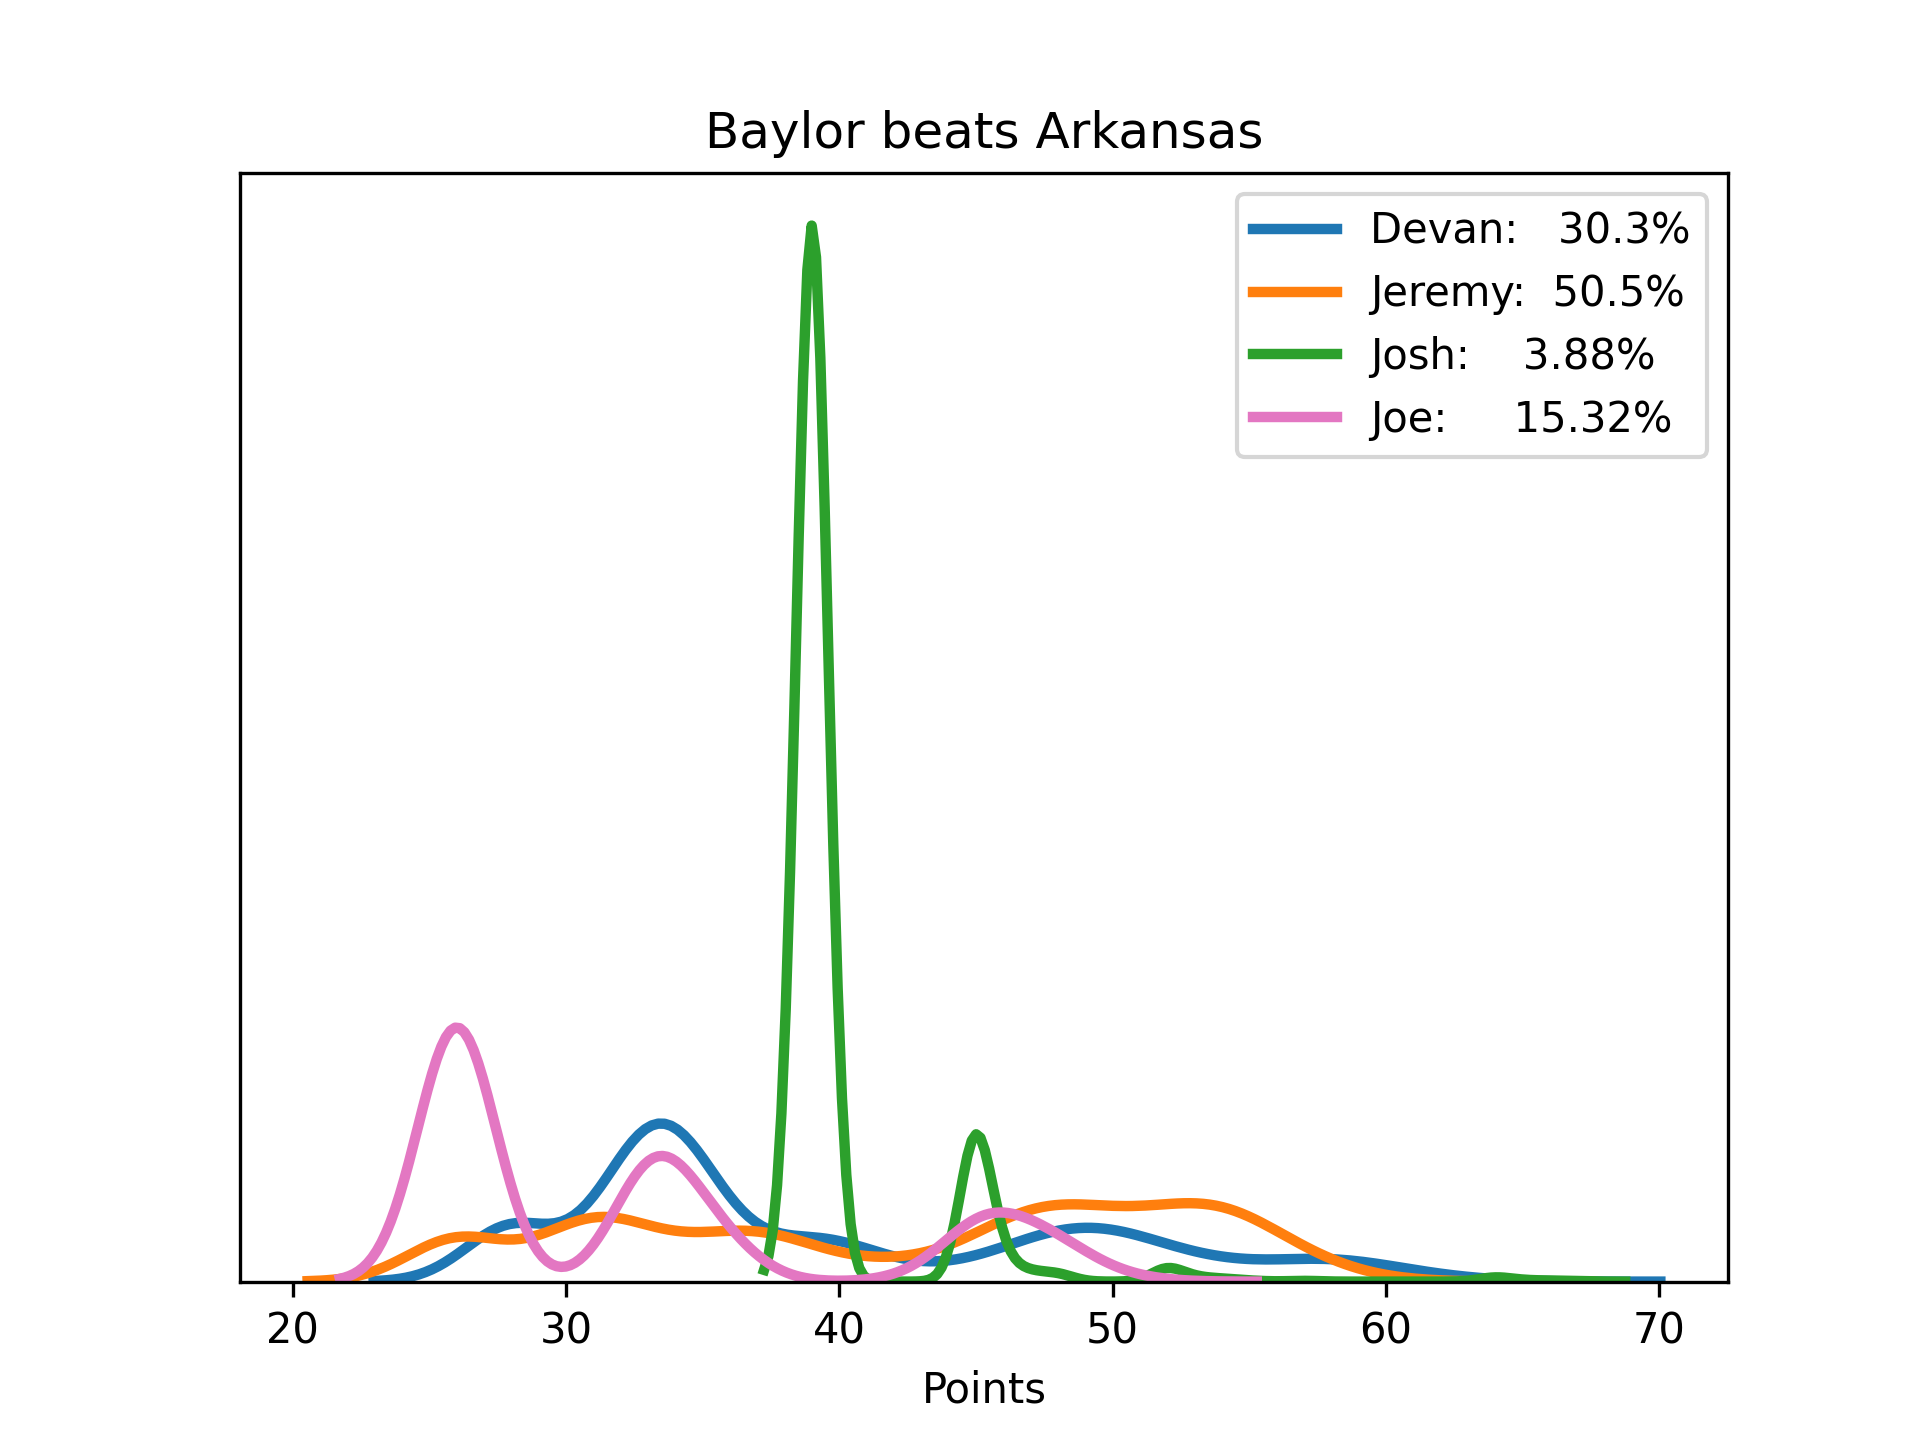 Baylor beats Arkansas
Devan: 30.3%
Jeremy: 50.5%
Josh: 3.88%
Joe: 15.32%
20 30 40 50 60 70
Points